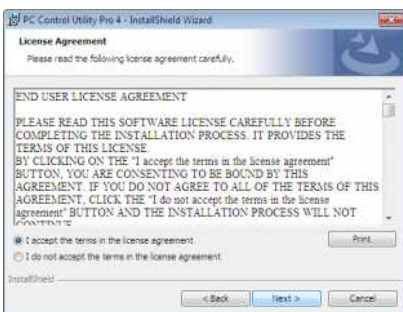 PC Control Utility Pro 4 - InstallShield Wizard
License Agreement
Please read the following license agreement carefully.
END USER LICENSE AGREEMENT
PLEASE READ THIS SOFTWARE LICENSE CAREFULLY BEFORE
COMPLETING THE INSTALLATION PROCESS. IT PROVIDES THE
TERMS OF THIS LICENSE.
BY CLICKING ON THE "I accept the terms in the license agreement"
BUTTON, YOU ARE CONSENTING TO BE BOUND BY THIS
AGREEMENT. IF YOU DO NOT AGREE TO ALL OF THE TERMS OF THIS
AGREEMENT, CLICK THE "I do not accept the terms in the license
agreement" BUTTON AND THE INSTALLATION PROCESS WILL NOT
CONTINUE.
I accept the terms in the license agreement
Print
I do not accept the terms in the license agreement
InstallShield
< Back
Next >
Cancel